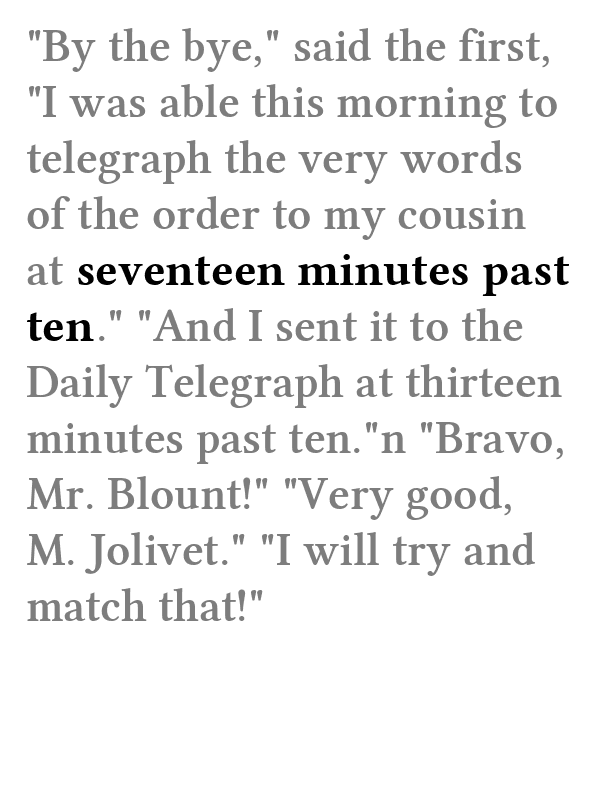 "By the bye," said the first,
"I was able this morning to
telegraph the very words
of the order to my cousin
at seventeen minutes past
ten." "And I sent it to the
Daily Telegraph at thirteen
minutes past ten."n "Bravo,
Mr. Blount!" "Very good,
M. Jolivet." "I will try and
match that!"